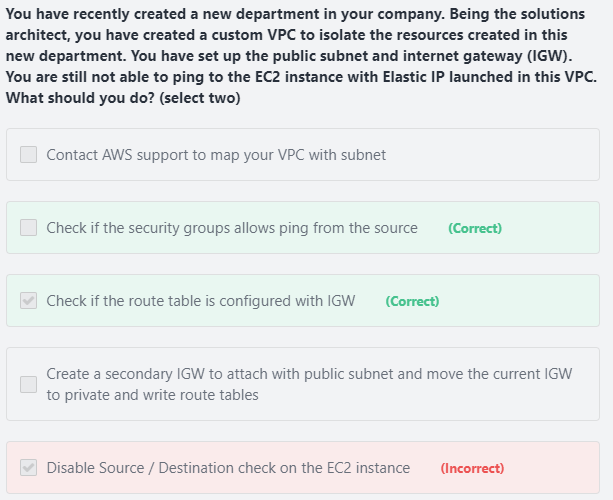 You have recently created a new department in your company. Being the solutions
architect, you have created a custom VPC to isolate the resources created in this
new department. You have set up the public subnet and internet gateway (IGW).
You are still not able to ping to the EC2 instance with Elastic IP launched in this VPC.
What should you do? (select two)
Contact AWS support to map your VPC with subnet
Check if the security groups allows ping from the source (Correct)
Check if the route table is configured with IGW (Correct)
Create a secondary IGW to attach with public subnet and move the current IGW
to private and write route tables
Disable Source / Destination check on the EC2 instance (Incorrect)